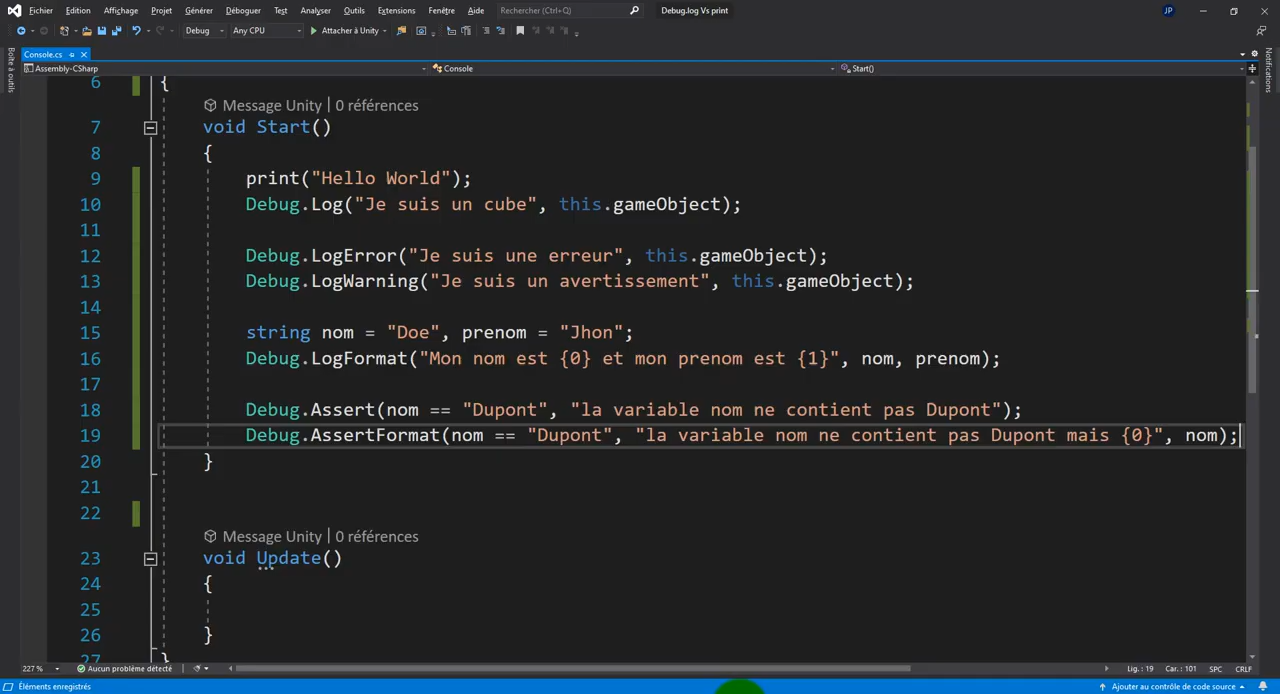 Fichier Edition Affichage Projet Générer Déboguer Test Analyser Outils Extensions Fenêtre Aide Rechercher (Ctrl+Q) Debug.log Vs print JP
Debug Any CPU Attacher à Unity
Console.cs
Boîte à outils
Notifications
Assembly-CSharp Console Start()
6 {
Message Unity | 0 références
7 void Start()
8 {
9 print("Hello World");
10 Debug.Log("Je suis un cube", this.gameObject);
11
12 Debug.LogError("Je suis une erreur", this.gameObject);
13 Debug.LogWarning("Je suis un avertissement", this.gameObject);
14
15 string nom = "Doe", prenom = "Jhon";
16 Debug.LogFormat("Mon nom est {0} et mon prenom est {1}", nom, prenom);
17
18 Debug.Assert(nom == "Dupont", "la variable nom ne contient pas Dupont");
19 Debug.AssertFormat(nom == "Dupont", "la variable nom ne contient pas Dupont mais {0}", nom);
20 }
21
22
Message Unity | 0 références
23 void Update()
24 {
25
26 }
27 }
227 % Aucun problème détecté Lig. : 19 Car. : 101 SPC CRLF
Éléments enregistrés Ajouter au contrôle de code source